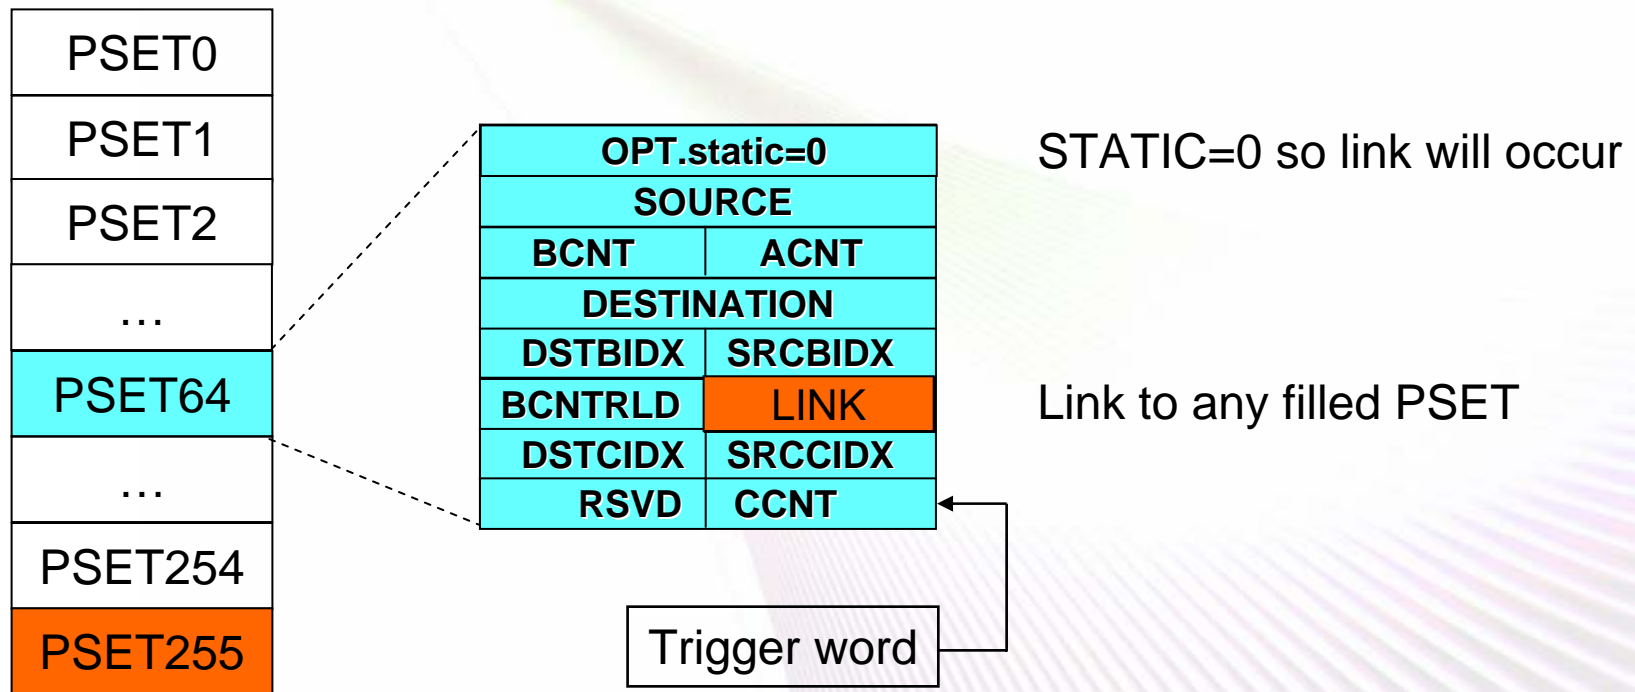 PSET0
PSET1
PSET2
...
PSET64
...
PSET254
PSET255
OPT.static=0
SOURCE
BCNT ACNT
DESTINATION
DSTBIDX SRCBIDX
BCNTRLD LINK
DSTCIDX SRCCIDX
RSVD CCNT
Trigger word
STATIC=0 so link will occur
Link to any filled PSET